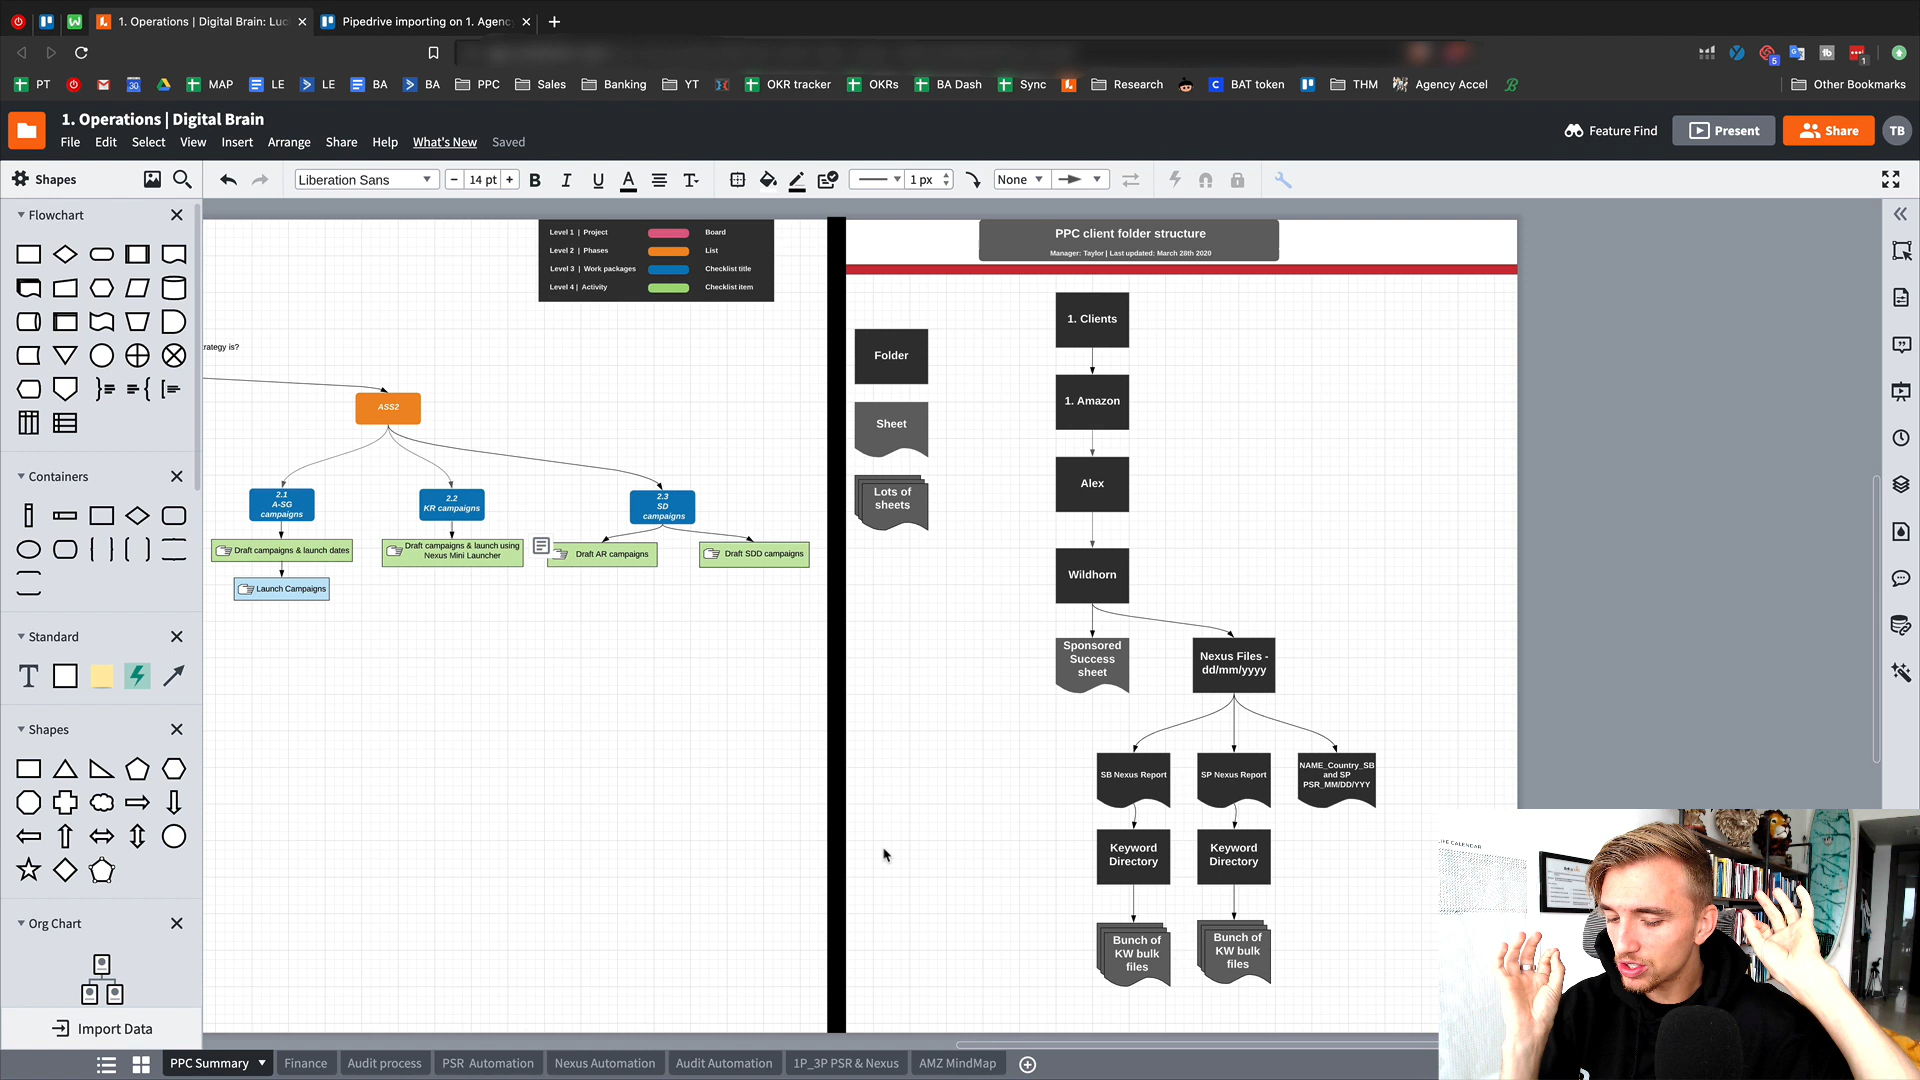 1. Operations | Digital Brain: Luc
Pipedrive importing on 1. Agenc
PT
30
MAP
LE
LE
BA
BA
PPC
Sales
Banking
YT
OKR tracker
OKRs
BA Dash
Sync
Research
BAT token
THM
Agency Accel
Other Bookmarks
5
1
1. Operations | Digital Brain
File
Edit
Select
View
Insert
Arrange
Share
Help
What's New
Saved
Feature Find
Present
Share
TB
Shapes
Liberation Sans
14 pt
B
I
U
A
T
1 px
None
Flowchart
Containers
Standard
T
Shapes
Org Chart
Import Data
Level 1 | Project
Board
Level 2 | Phases
List
Level 3 | Work packages
Checklist title
Level 4 | Activity
Checklist item
rategy is?
ASS2
2.1
A-SG
campaigns
2.2
KR campaigns
2.3
SD
campaigns
Draft campaigns & launch dates
Draft campaigns & launch using
Nexus Mini Launcher
Draft AR campaigns
Draft SDD campaigns
Launch Campaigns
PPC client folder structure
Manager: Taylor | Last updated: March 28th 2020
Folder
Sheet
Lots of
sheets
1. Clients
1. Amazon
Alex
Wildhorn
Sponsored
Success
sheet
Nexus Files -
dd/mm/yyyy
SB Nexus Report
SP Nexus Report
NAME_Country_SB
and SP
PSR_MM/DD/YYY
Keyword
Directory
Keyword
Directory
Bunch of
KW bulk
files
Bunch of
KW bulk
files
PPC Summary
Finance
Audit process
PSR Automation
Nexus Automation
Audit Automation
1P_3P PSR & Nexus
AMZ MindMap
CALENDAR